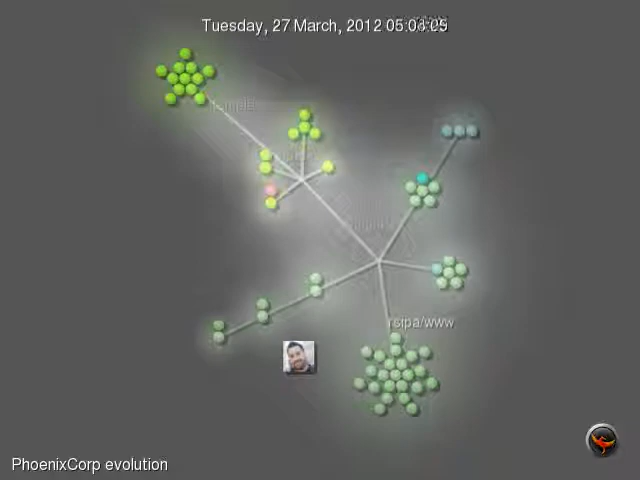 Tuesday, 27 March, 2012 05:04:05
rsipa/www
PhoenixCorp evolution